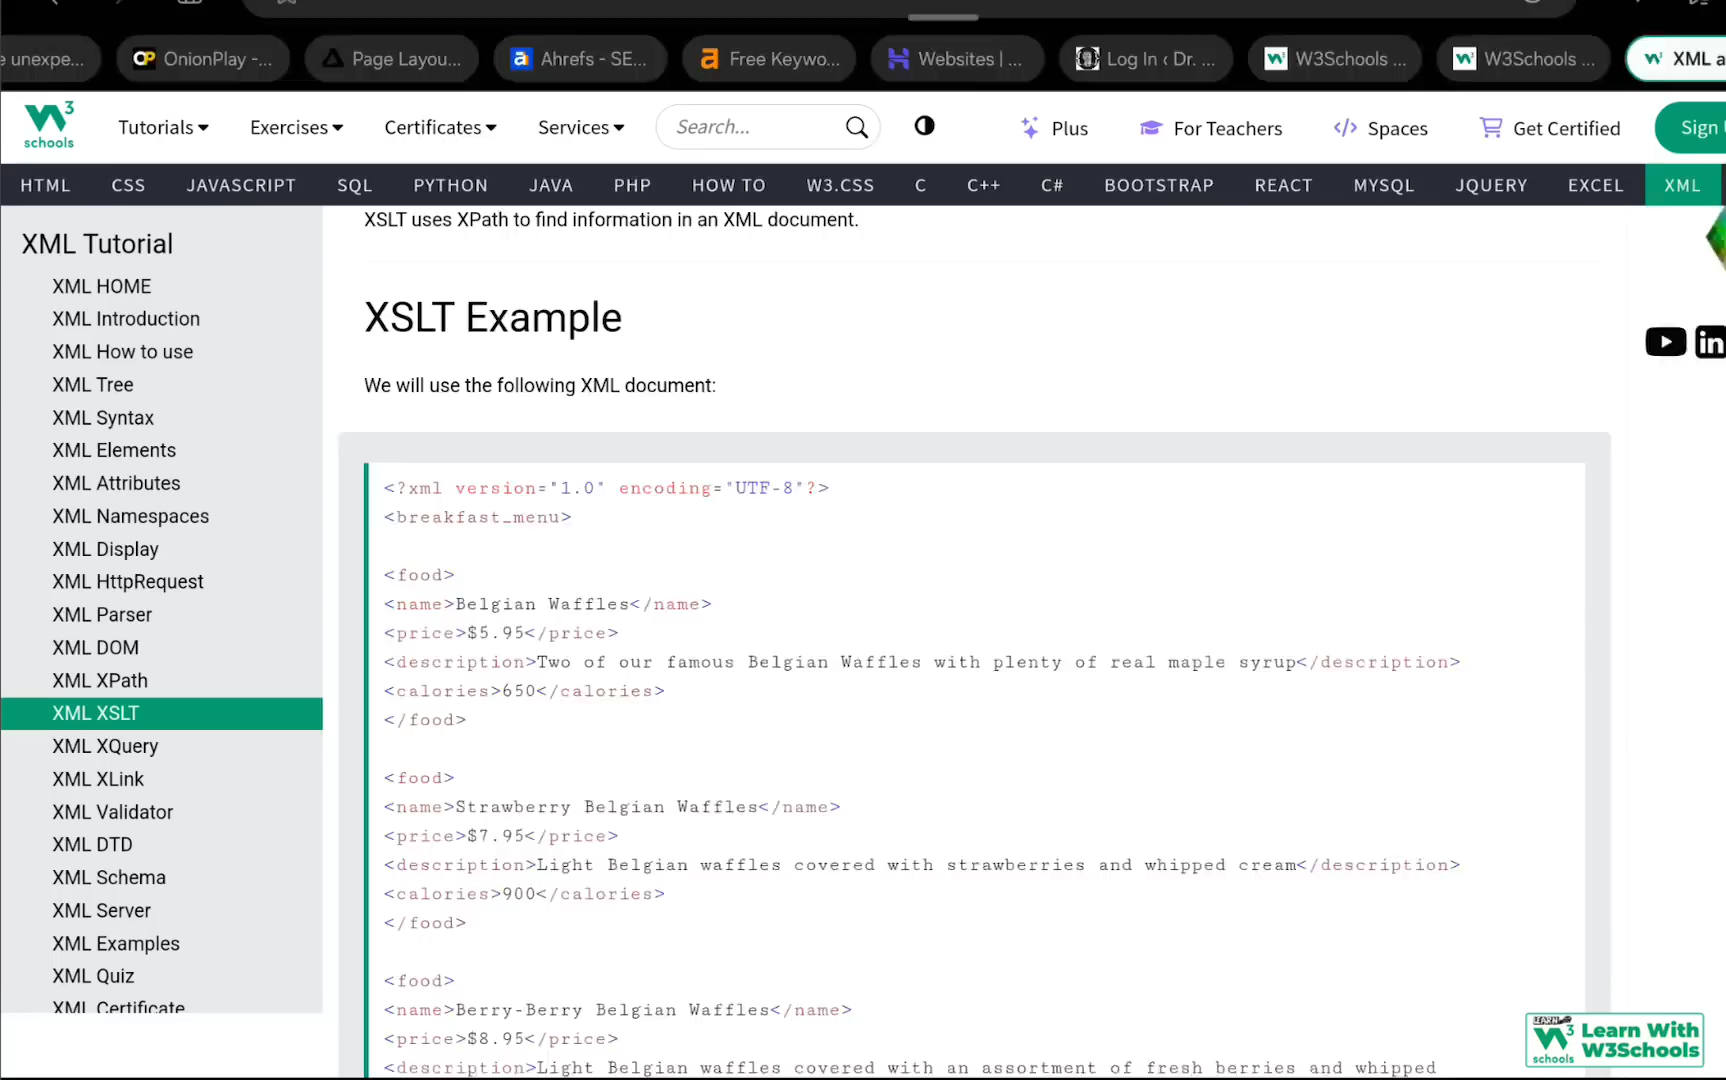 e unexpe...
OnionPlay -...
Page Layou...
Ahrefs - SE...
Free Keywo...
Websites | ...
Log In ‹ Dr. ...
W3Schools ...
W3Schools ...
XML a
schools
Tutorials
Exercises
Certificates
Services
Search...
Plus
For Teachers
Spaces
Get Certified
Sign
HTML CSS JAVASCRIPT SQL PYTHON JAVA PHP HOW TO W3.CSS C C++ C# BOOTSTRAP REACT MYSQL JQUERY EXCEL XML
XML Tutorial
XML HOME
XML Introduction
XML How to use
XML Tree
XML Syntax
XML Elements
XML Attributes
XML Namespaces
XML Display
XML HttpRequest
XML Parser
XML DOM
XML XPath
XML XSLT
XML XQuery
XML XLink
XML Validator
XML DTD
XML Schema
XML Server
XML Examples
XML Quiz
XML Certificate
XSLT uses XPath to find information in an XML document.
XSLT Example
We will use the following XML document:
<?xml version="1.0" encoding="UTF-8"?>
<breakfast_menu>
<food>
<name>Belgian Waffles</name>
<price>$5.95</price>
<description>Two of our famous Belgian Waffles with plenty of real maple syrup</description>
<calories>650</calories>
</food>
<food>
<name>Strawberry Belgian Waffles</name>
<price>$7.95</price>
<description>Light Belgian waffles covered with strawberries and whipped cream</description>
<calories>900</calories>
</food>
<food>
<name>Berry-Berry Belgian Waffles</name>
<price>$8.95</price>
<description>Light Belgian waffles covered with an assortment of fresh berries and whipped
LEARN
W3
schools
Learn With
W3Schools